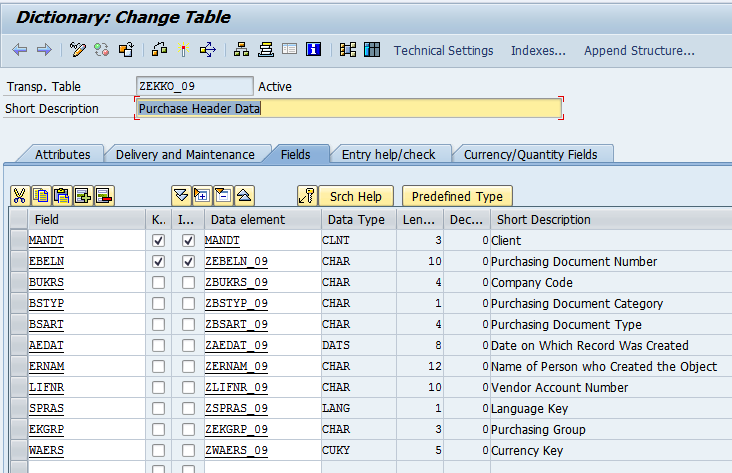 Dictionary: Change Table
Technical Settings Indexes... Append Structure...
Transp. Table ZEKKO_09 Active
Short Description Purchase Header Data
Attributes Delivery and Maintenance Fields Entry help/check Currency/Quantity Fields
Srch Help Predefined Type
Field K.. I... Data element Data Type Len... Dec... Short Description
MANDT MANDT CLNT 3 0 Client
EBELN ZEBELN_09 CHAR 10 0 Purchasing Document Number
BUKRS ZBUKRS_09 CHAR 4 0 Company Code
BSTYP ZBSTYP_09 CHAR 1 0 Purchasing Document Category
BSART ZBSART_09 CHAR 4 0 Purchasing Document Type
AEDAT ZAEDAT_09 DATS 8 0 Date on Which Record Was Created
ERNAM ZERNAM_09 CHAR 12 0 Name of Person who Created the Object
LIFNR ZLIFNR_09 CHAR 10 0 Vendor Account Number
SPRAS ZSPRAS_09 LANG 1 0 Language Key
EKGRP ZEKGRP_09 CHAR 3 0 Purchasing Group
WAERS ZWAERS_09 CUKY 5 0 Currency Key